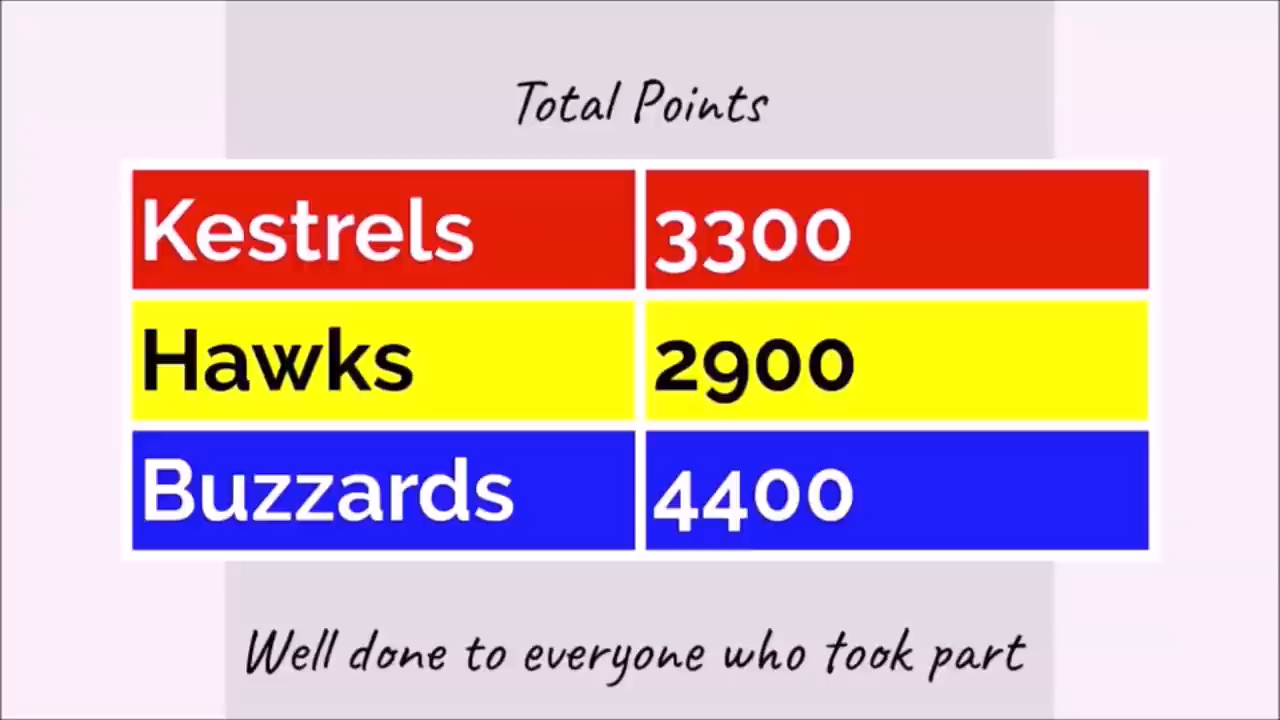 Total Points
Kestrels 3300
Hawks 2900
Buzzards 4400
Well done to everyone who took part